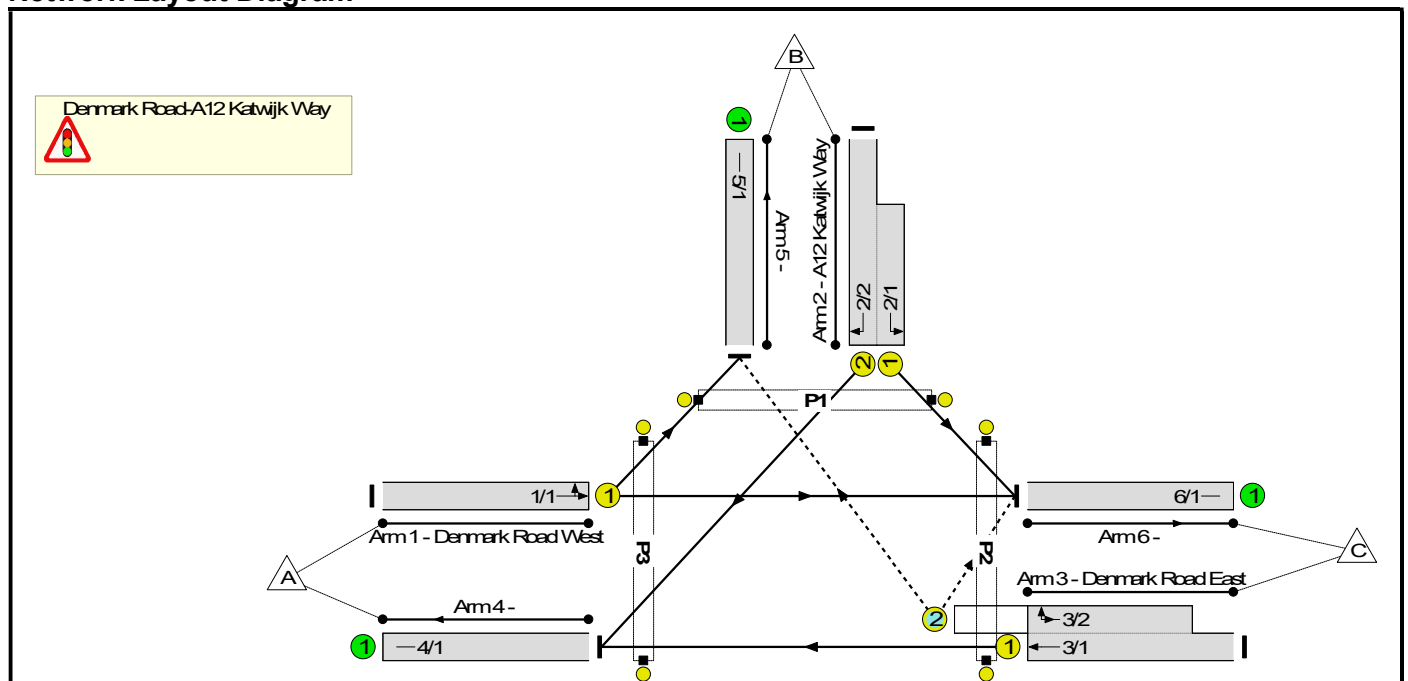 Network Layout Diagram
Denmark Road-A12 Katwijk Way
B
1
5/1
Arm 5 -
Arm 2 - A12 Katwijk Way
2/2
2/1
2
1
P1
1/1
1
6/1
1
Arm 1 - Denmark Road West
P3
P2
Arm 6 -
A
C
Arm 3 - Denmark Road East
Arm 4 -
2
3/2
1
4/1
1
3/1